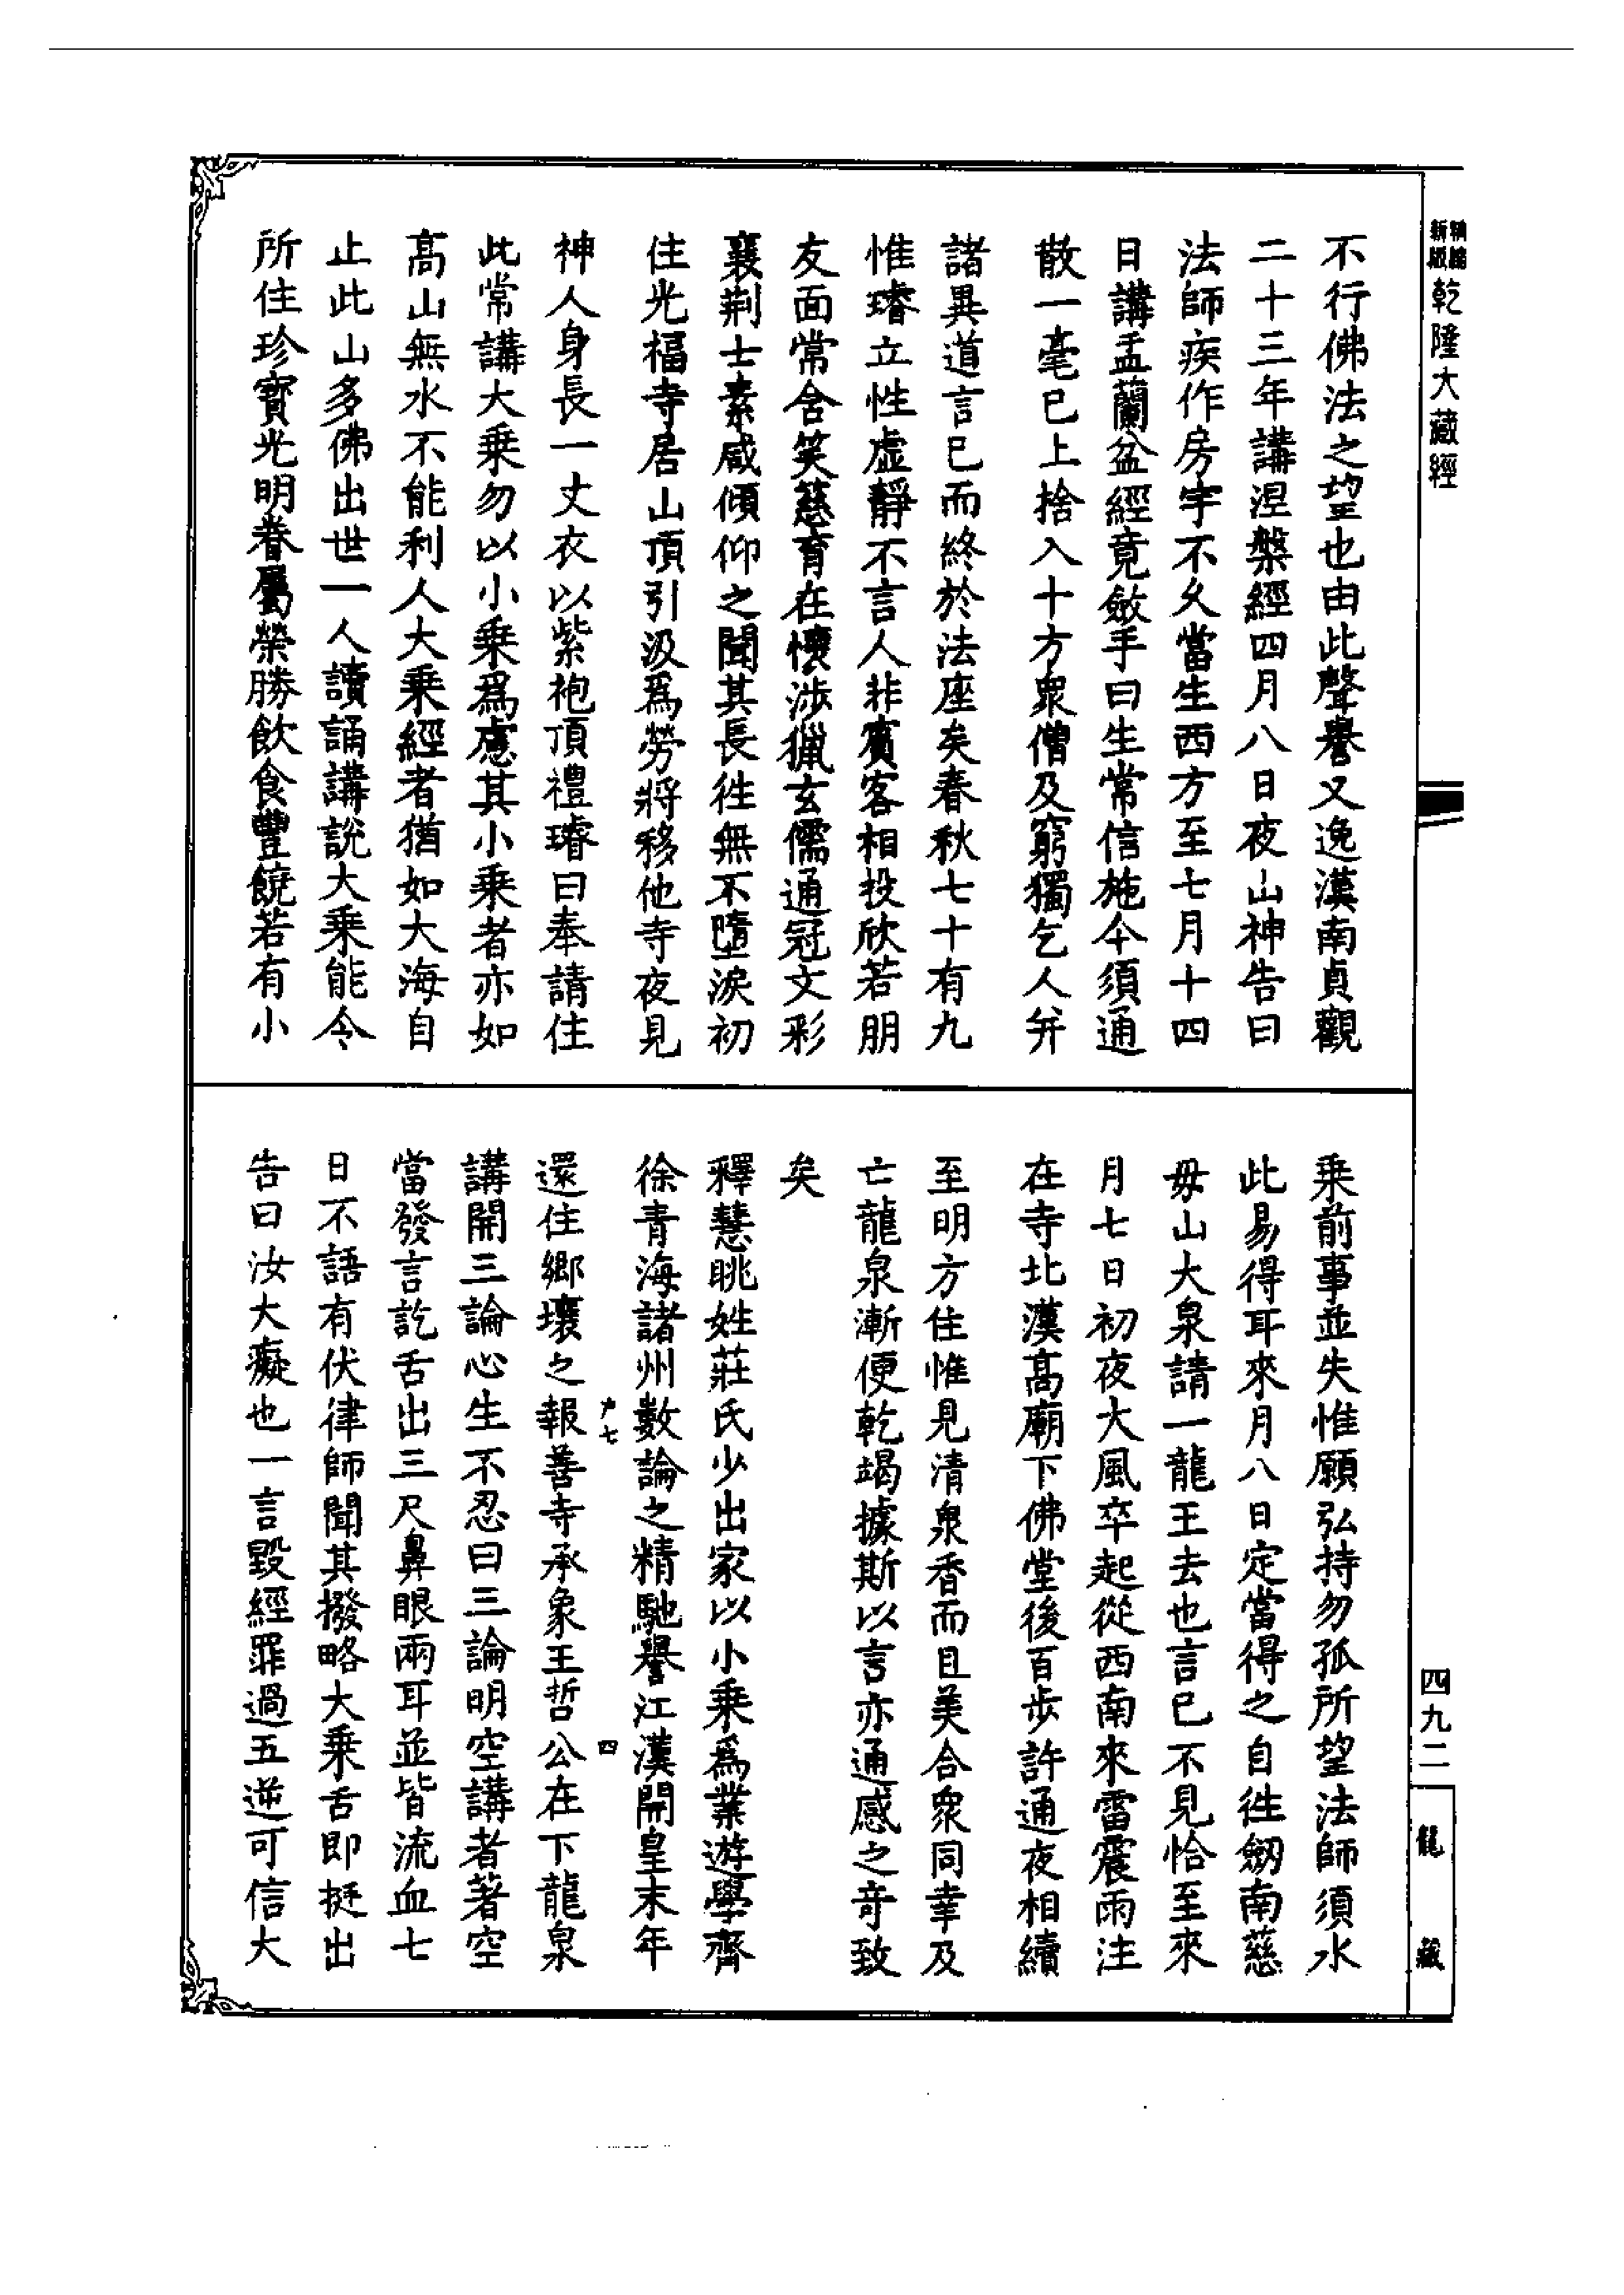 新編縮版乾隆大藏經
不行佛法之望也由此聲譽又逸漢南貞觀
二十三年講涅槃經四月八日夜山神告曰
法師疾作房宇不久當生西方至七月十四
日講盂蘭盆經竟斂手曰生常信施今須通
散一毫已上捨入十方眾僧及窮獨乞人并
諸異道言已而終於法座矣春秋七十有九
惟璿立性虛靜不言人非賓客相投欣若朋
友面常含笑慈育在懷涉獵玄儒通冠文彩
襄荊士素咸傾仰之聞其長往無不墮淚初
住光福寺居山頂引汲為勞將移他寺夜見
神人身長一丈衣以紫袍頂禮璿曰奉請住
此常講大乘勿以小乘為慮其小乘者亦如
高山無水不能利人大乘經者猶如大海自
止此山多佛出世一人讀誦講說大乘能令
所住珍寶光明眷屬榮勝飲食豐饒若有小
乘前事並失惟願弘持勿孤所望法師須水
此易得耳來月八日定當得之自往劒南慈
毋山大泉請一龍王去也言已不見恰至來
月七日初夜大風卒起從西南來雷震雨注
在寺北漢高廟下佛堂後百步許通夜相續
至明方住惟見清泉香而且美合眾同幸及
亡龍泉漸便乾竭據斯以言亦通感之奇致
矣
釋慧眺姓莊氏少出家以小乘為業遊學齊
徐青海諸州數論之精馳譽江漢開皇末年
還住鄉壤之報善寺承象王哲公在下龍泉
講開三論心生不忍曰三論明空講者著空
當發言訖舌出三尺鼻眼兩耳並皆流血七
日不語有伏律師聞其撥略大乘舌即挺出
告曰汝大癡也一言毀經罪過五逆可信大
四九二
龍藏